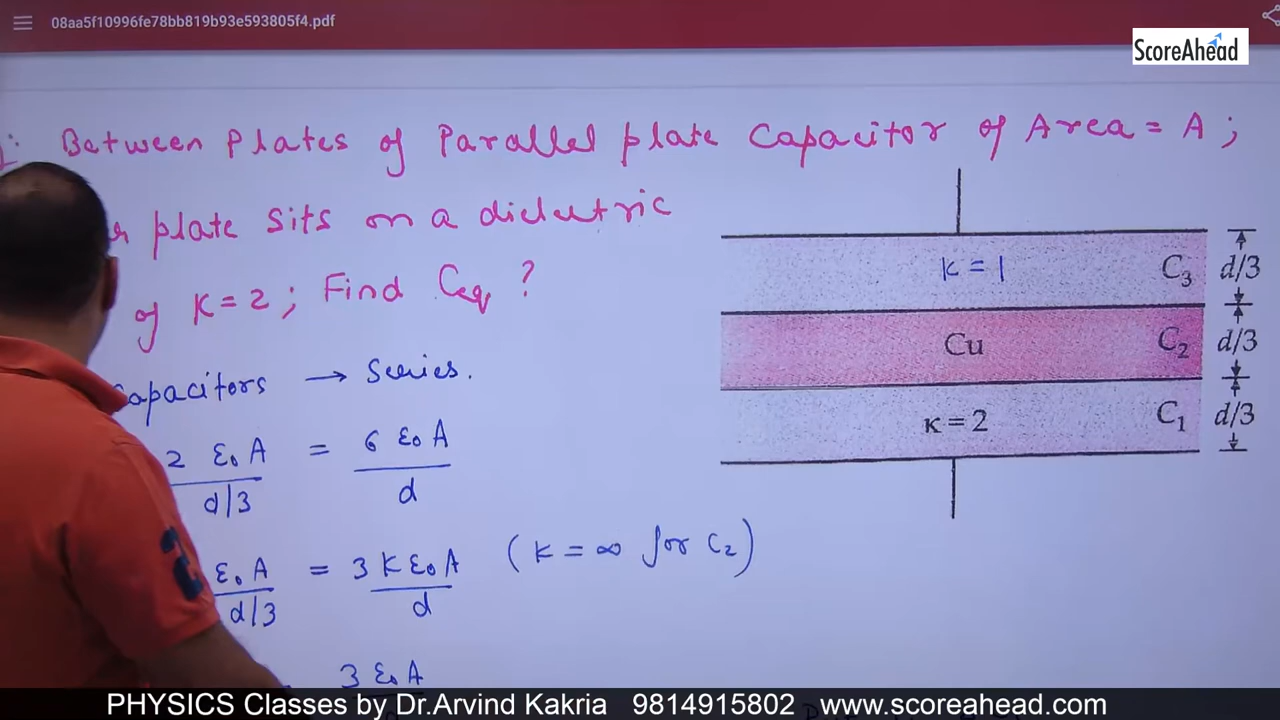 08aa5f10996fe78bb819b93e593805f4.pdf
ScoreAhead
Between Plates of Parallel plate Capacitor of Area = A ;
plate sits on a dielectric
of K = 2 ; Find Ceq ?
Capacitors → Series.
2 ε₀ A / d/3 = 6 ε₀ A / d
ε₀ A / d/3 = 3 K ε₀ A / d (K = ∞ for C₂)
3 ε₀ A
K = 1 C₃ d/3
Cu C₂ d/3
κ = 2 C₁ d/3
PHYSICS Classes by Dr.Arvind Kakria 9814915802 www.scoreahead.com